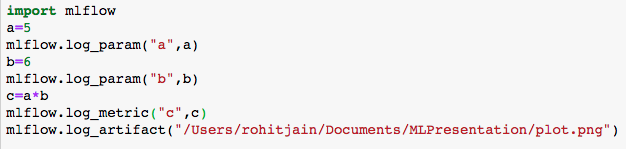 import mlflow
a=5
mlflow.log_param("a",a)
b=6
mlflow.log_param("b",b)
c=a*b
mlflow.log_metric("c",c)
mlflow.log_artifact("/Users/rohitjain/Documents/MLPresentation/plot.png")